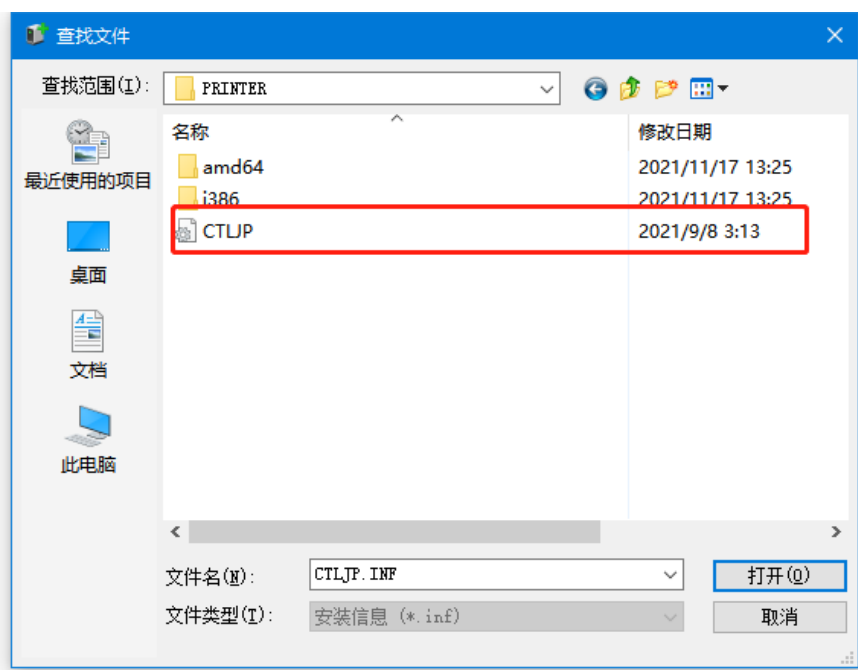 查找文件
查找范围(I):
PRINTER
名称
修改日期
amd64
2021/11/17 13:25
i386
2021/11/17 13:25
CTLJP
2021/9/8 3:13
最近使用的项目
桌面
文档
此电脑
文件名(N):
CTLJP.INF
打开(O)
文件类型(T):
安装信息 (*.inf)
取消